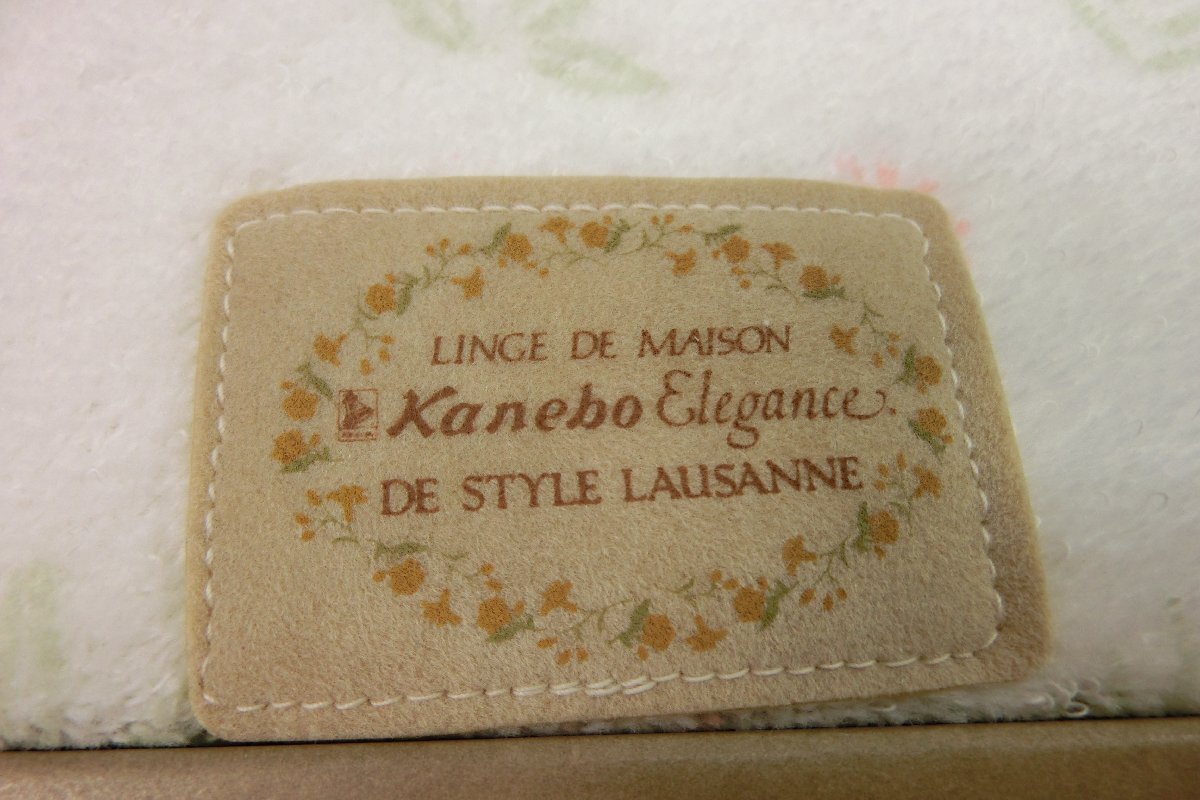 LINGE DE MAISON
Kanebo Elegance
DE STYLE LAUSANNE